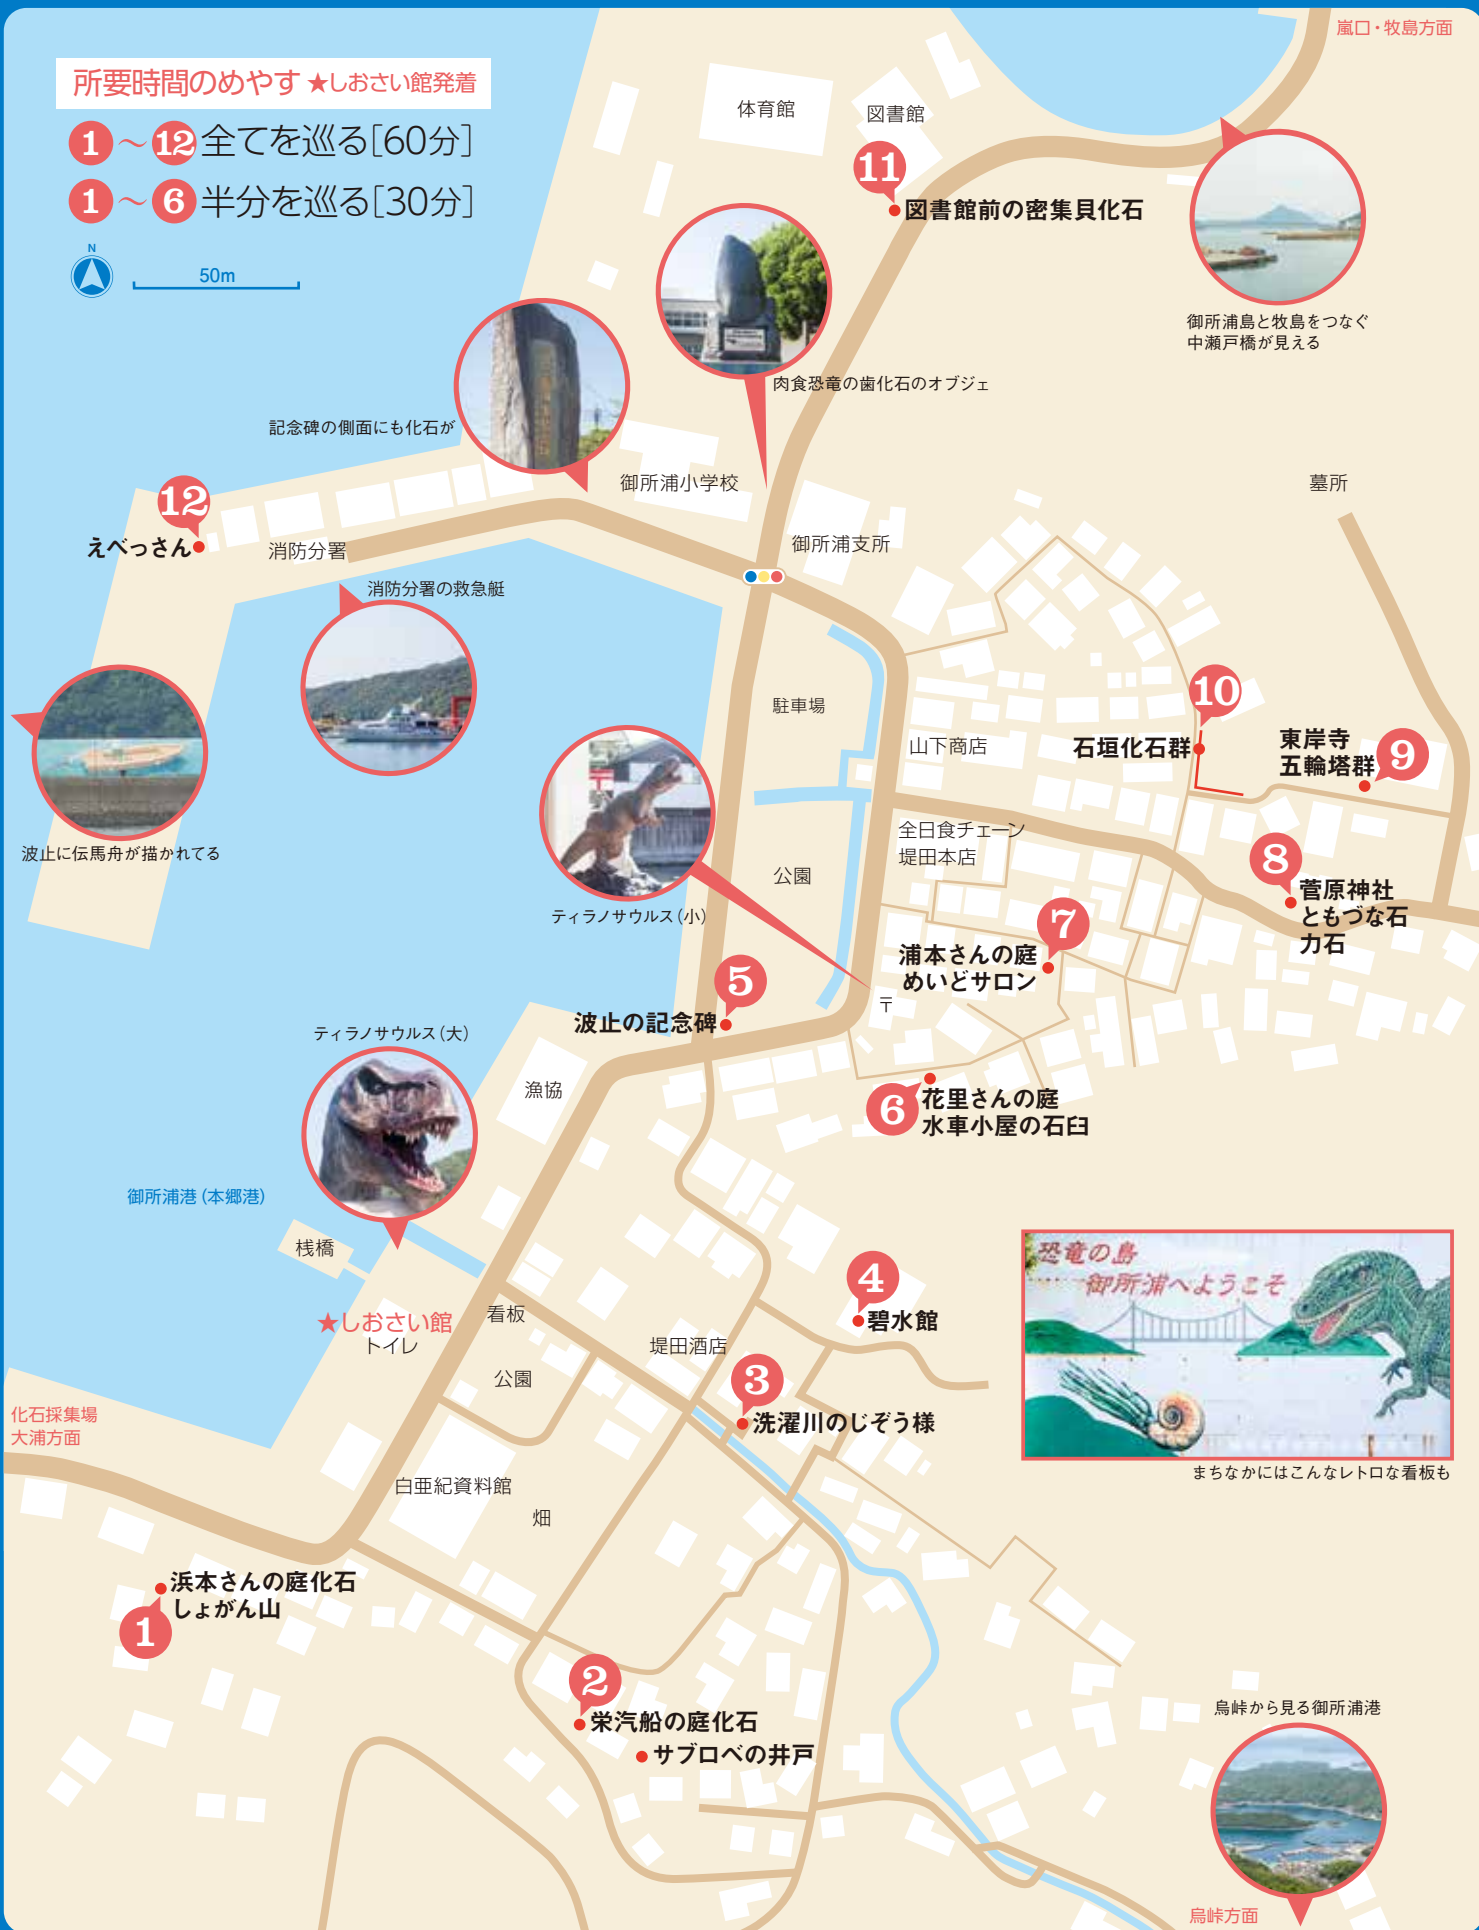 嵐口・牧島方面
所要時間のめやす ★しおさい館発着
1～12全てを巡る[60分]
1～6半分を巡る[30分]
N
50m
体育館
図書館
11
図書館前の密集貝化石
御所浦島と牧島をつなぐ
中瀬戸橋が見える
肉食恐竜の歯化石のオブジェ
記念碑の側面にも化石が
御所浦小学校
墓所
12
えべっさん
消防分署
御所浦支所
消防分署の救急艇
波止に伝馬舟が描かれてる
駐車場
山下商店
10
石垣化石群
東岸寺
五輪塔群
9
全日食チェーン
堤田本店
公園
ティラノサウルス(小)
8
菅原神社
ともづな石
力石
7
浦本さんの庭
めいどサロン
〒
5
波止の記念碑
ティラノサウルス(大)
漁協
6
花里さんの庭
水車小屋の石臼
御所浦港(本郷港)
桟橋
★しおさい館
トイレ
看板
公園
堤田酒店
4
碧水館
3
洗濯川のじぞう様
恐竜の島
御所浦へようこそ
まちなかにはこんなレトロな看板も
化石採集場
大浦方面
白亜紀資料館
畑
浜本さんの庭化石
しょがん山
1
2
栄汽船の庭化石
サブロベの井戸
烏峠から見る御所浦港
烏峠方面